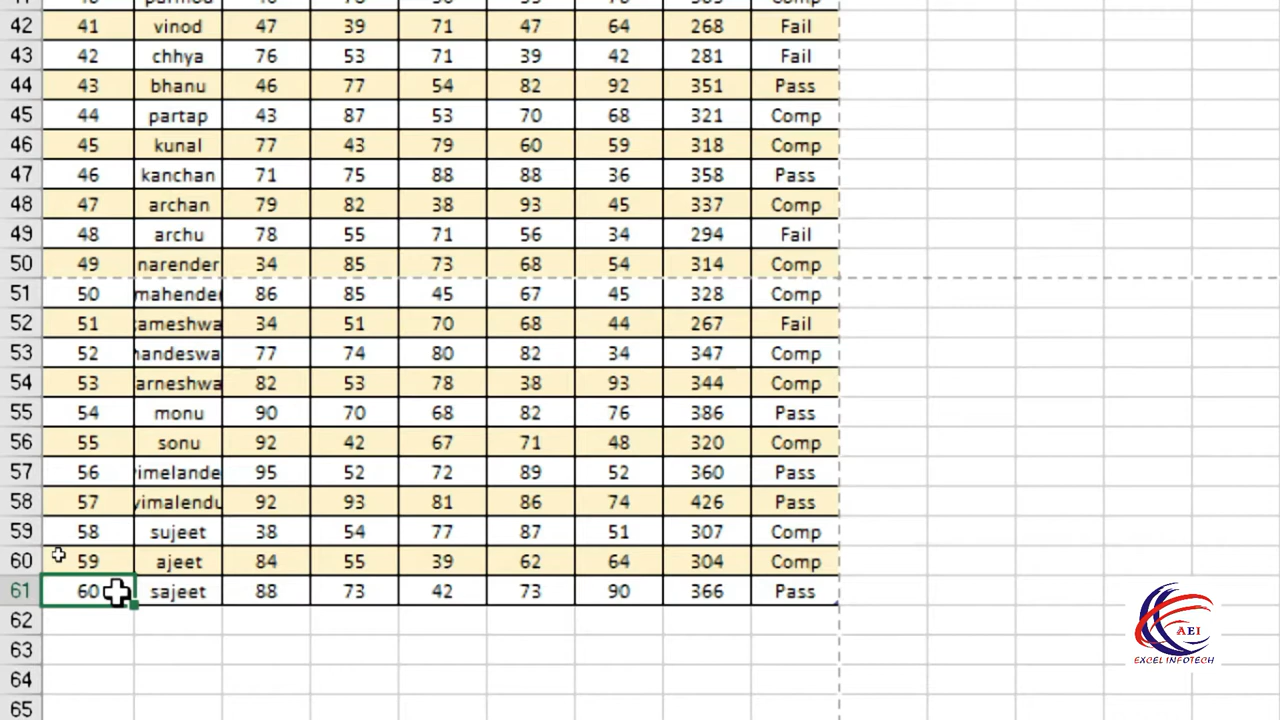 42 41 vinod 47 39 71 47 64 268 Fail
43 42 chhya 76 53 71 39 42 281 Fail
44 43 bhanu 46 77 54 82 92 351 Pass
45 44 partap 43 87 53 70 68 321 Comp
46 45 kunal 77 43 79 60 59 318 Comp
47 46 kanchan 71 75 88 88 36 358 Pass
48 47 archan 79 82 38 93 45 337 Comp
49 48 archu 78 55 71 56 34 294 Fail
50 49 narender 34 85 73 68 54 314 Comp
51 50 mahender 86 85 45 67 45 328 Comp
52 51 ameshwa 34 51 70 68 44 267 Fail
53 52 handeswa 77 74 80 82 34 347 Comp
54 53 arneshwa 82 53 78 38 93 344 Comp
55 54 monu 90 70 68 82 76 386 Pass
56 55 sonu 92 42 67 71 48 320 Comp
57 56 imelande 95 52 72 89 52 360 Pass
58 57 vimalendu 92 93 81 86 74 426 Pass
59 58 sujeet 38 54 77 87 51 307 Comp
60 59 ajeet 84 55 39 62 64 304 Comp
61 60 sajeet 88 73 42 73 90 366 Pass
62
63
64
65
AEI
EXCEL INFOTECH